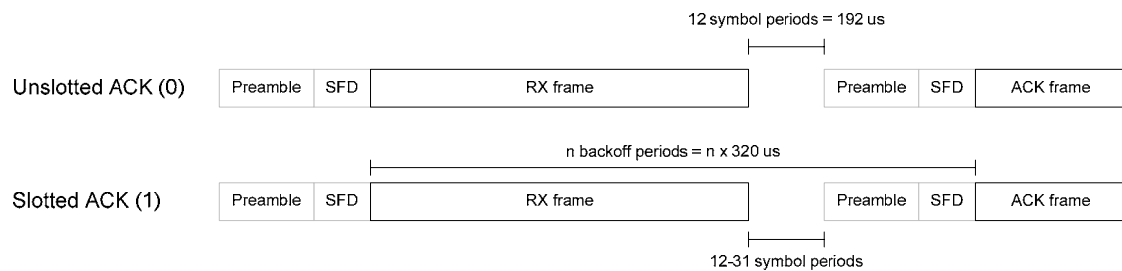 12 symbol periods = 192 us
Unslotted ACK (0) Preamble SFD RX frame Preamble SFD ACK frame
n backoff periods = n x 320 us
Slotted ACK (1) Preamble SFD RX frame Preamble SFD ACK frame
12-31 symbol periods